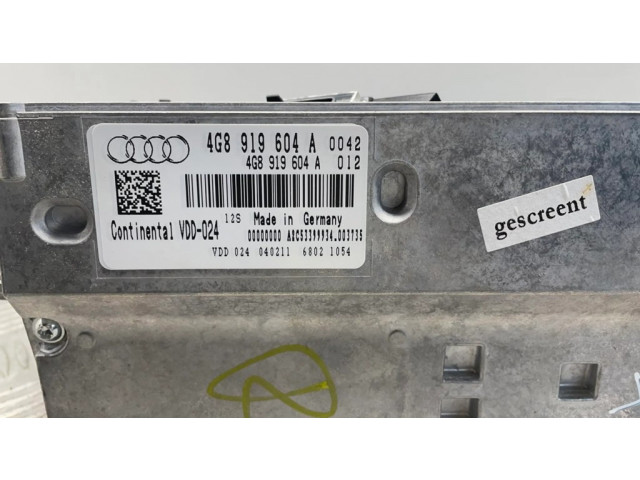 4G8 919 604 A 0042
4G8 919 604 A 012
12S Made in Germany
Continental VDD-024
00000000 A2C53399934.003735
VDD 024 040211 6802 1054
gescreent